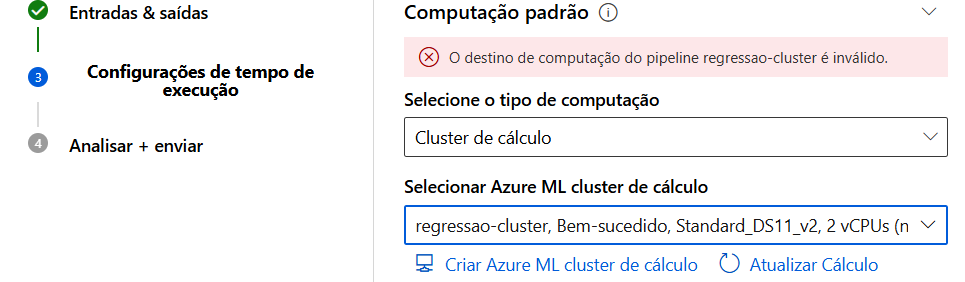 Entradas & saídas
3
Configurações de tempo de
execução
4
Analisar + enviar
Computação padrão
O destino de computação do pipeline regressao-cluster é inválido.
Selecione o tipo de computação
Cluster de cálculo
Selecionar Azure ML cluster de cálculo
regressao-cluster, Bem-sucedido, Standard_DS11_v2, 2 vCPUs (n
Criar Azure ML cluster de cálculo
Atualizar Cálculo